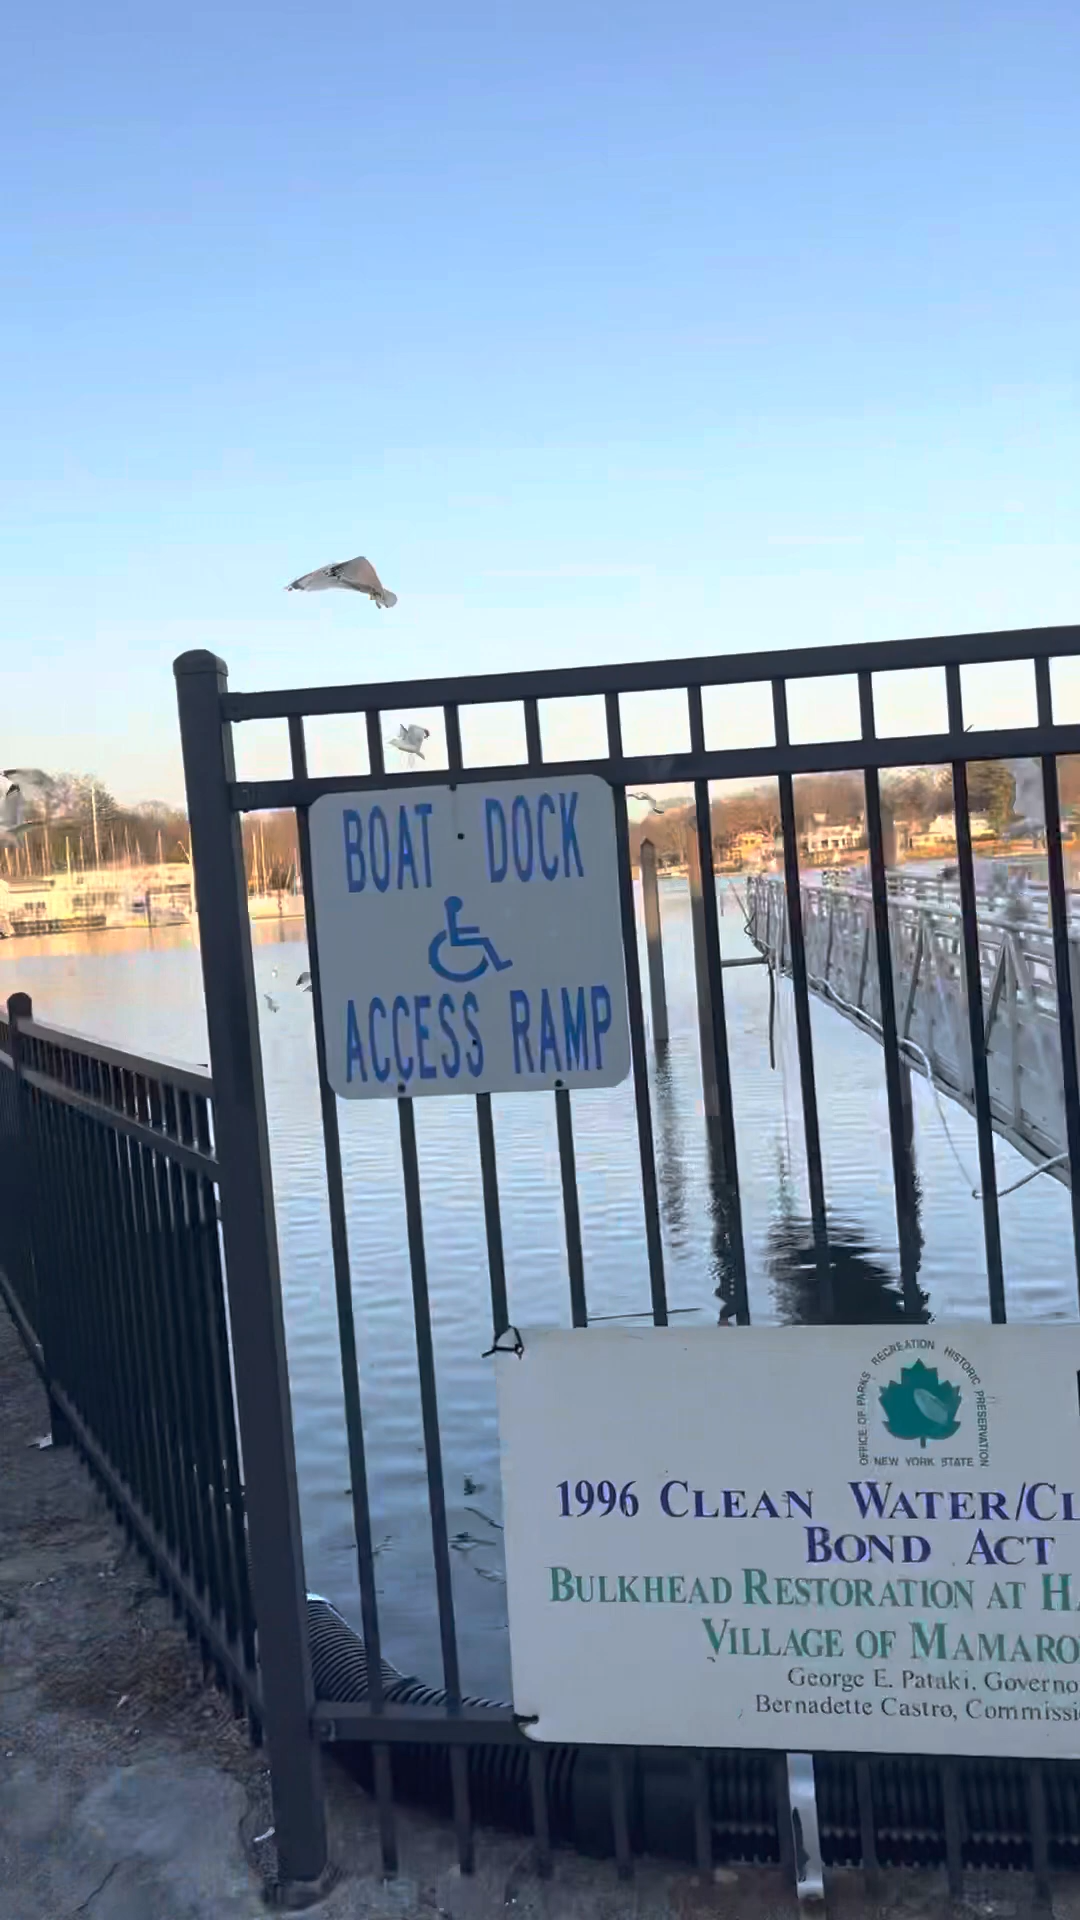 BOAT DOCK
ACCESS RAMP
OFFICE OF PARKS RECREATION HISTORIC PRESERVATION
NEW YORK STATE
1996 CLEAN WATER/CL
BOND ACT
BULKHEAD RESTORATION AT HA
VILLAGE OF MAMARO
George E. Pataki, Governo
Bernadette Castro, Commissi